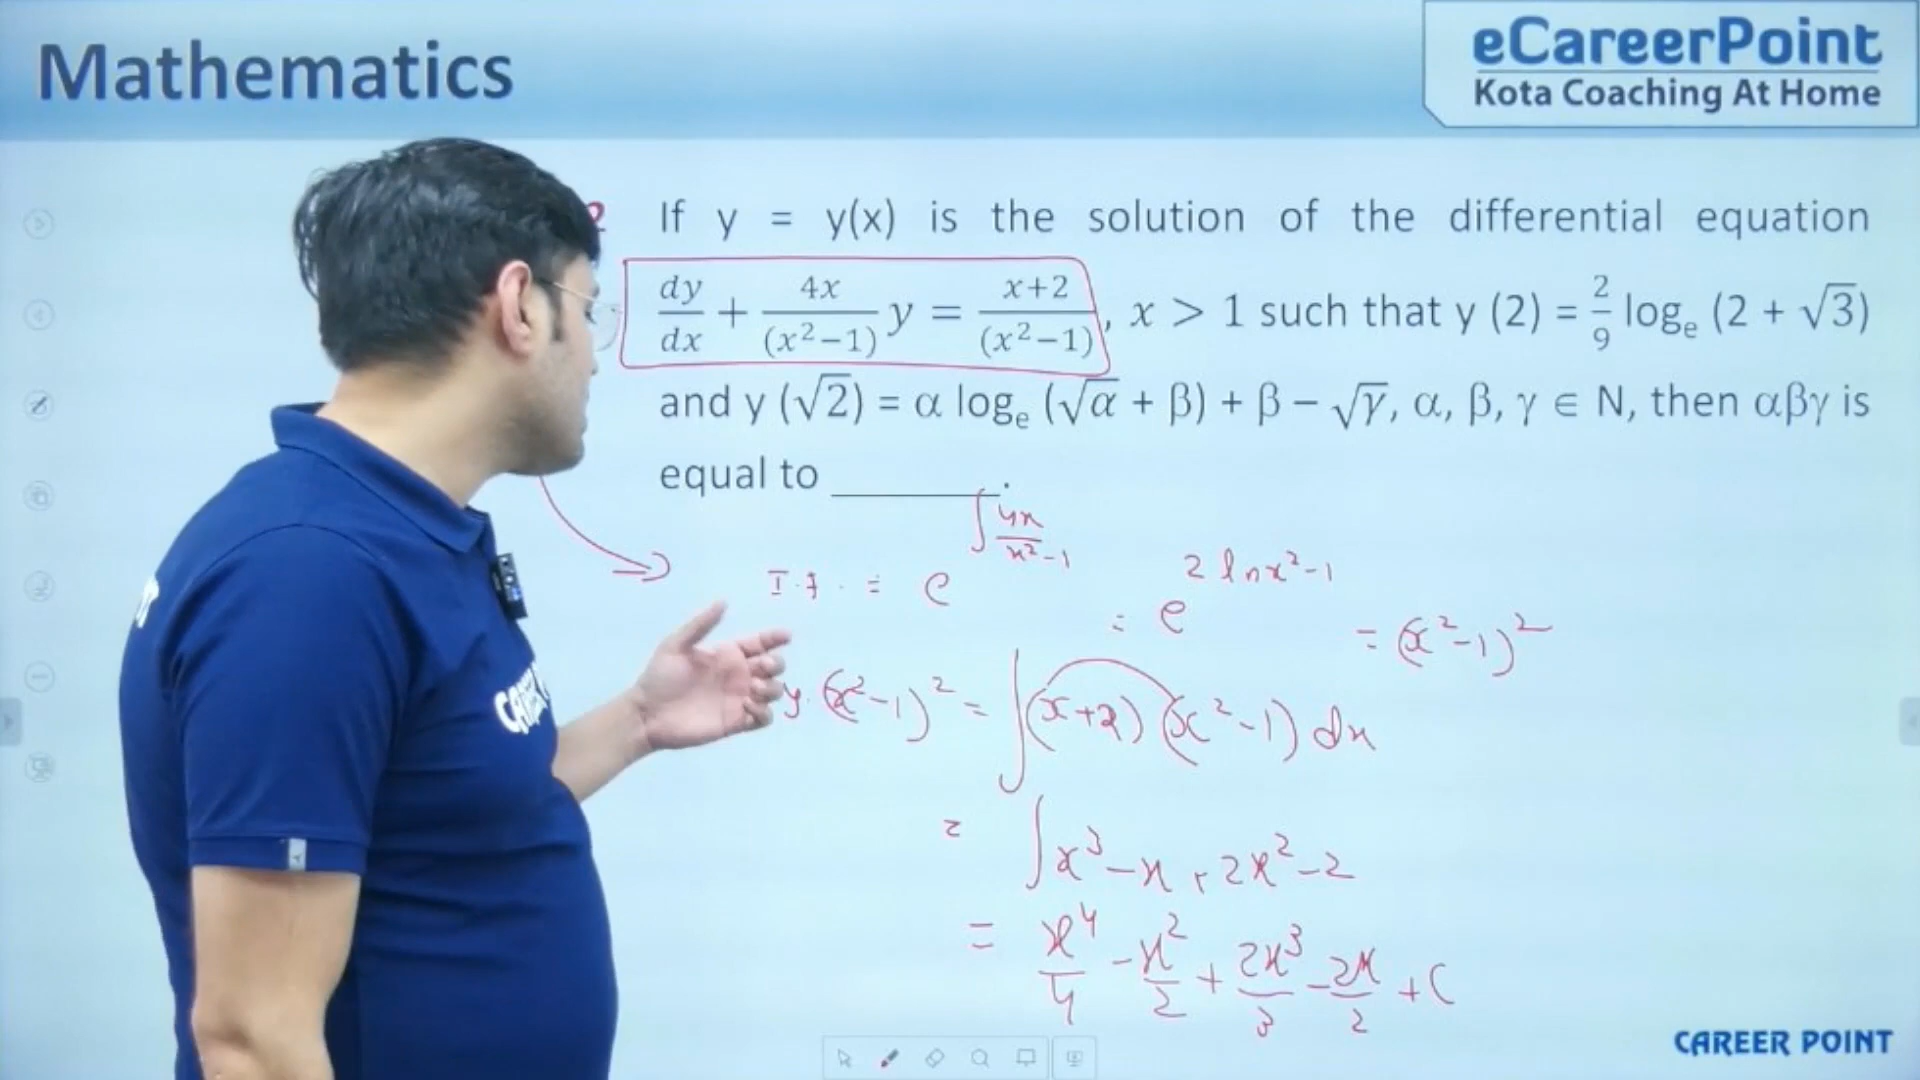 Mathematics
eCareerPoint
Kota Coaching At Home
2 If y = y(x) is the solution of the differential equation
dy/dx + 4x/(x²−1) y = x+2/(x²−1), x > 1 such that y (2) = 2/9 logₑ (2 + √3)
and y (√2) = α logₑ (√α + β) + β − √γ, α, β, γ ∈ N, then αβγ is
equal to ________.
I.f. = e^∫4x/x²-1 = e^2 ln x²-1 = (x²-1)²
y.(x²-1)² = ∫(x+2)(x²-1) dx
= ∫x³-x+2x²-2
= x⁴/4 - x²/2 + 2x³/3 - 2x/2 + C
CAREER POINT